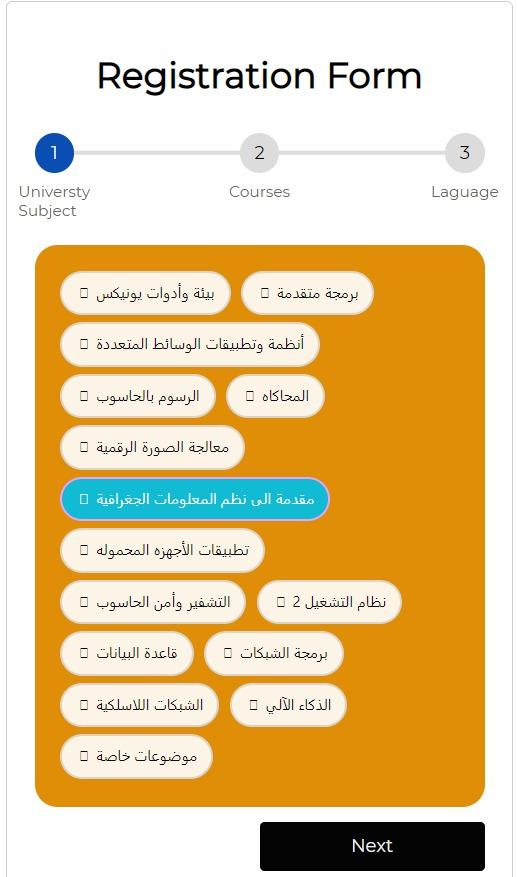 Registration Form
1 2 3
Universty Subject Courses Laguage
بيئة وأدوات يونيكس برمجة متقدمة
أنظمة وتطبيقات الوسائط المتعددة
الرسوم بالحاسوب المحاكاه
معالجة الصورة الرقمية
مقدمة الى نظم المعلومات الجغرافية
تطبيقات الأجهزه المحموله
التشفير وأمن الحاسوب نظام التشغيل 2
قاعدة البيانات برمجة الشبكات
الشبكات اللاسلكية الذكاء الآلي
موضوعات خاصة
Next